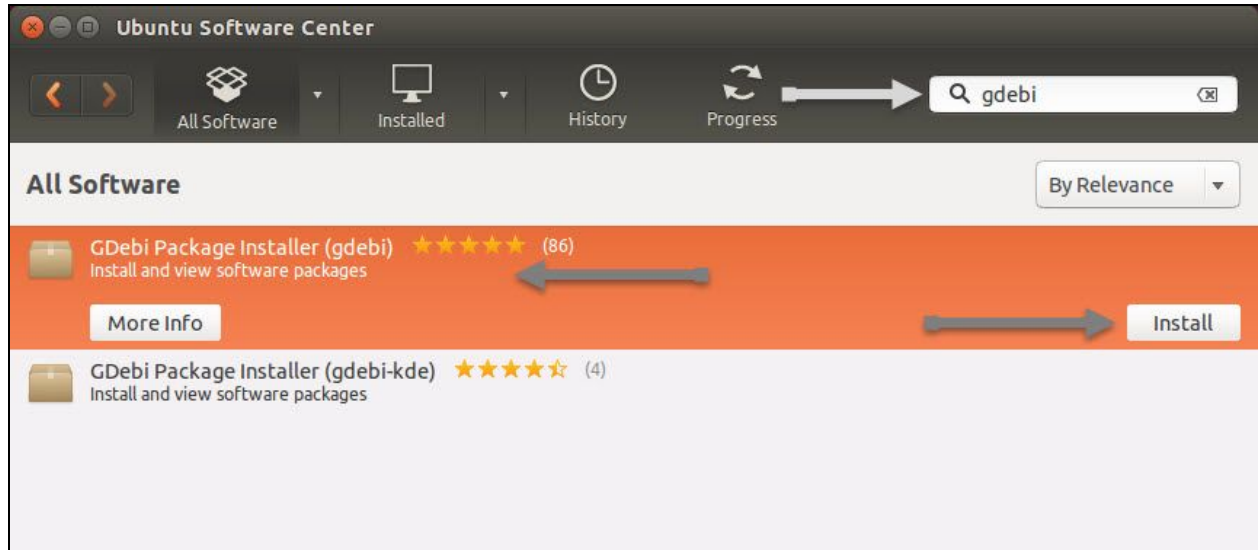 Ubuntu Software Center
All Software
Installed
History
Progress
gdebi
All Software
By Relevance
GDebi Package Installer (gdebi) (86)
Install and view software packages
More Info
Install
GDebi Package Installer (gdebi-kde) (4)
Install and view software packages